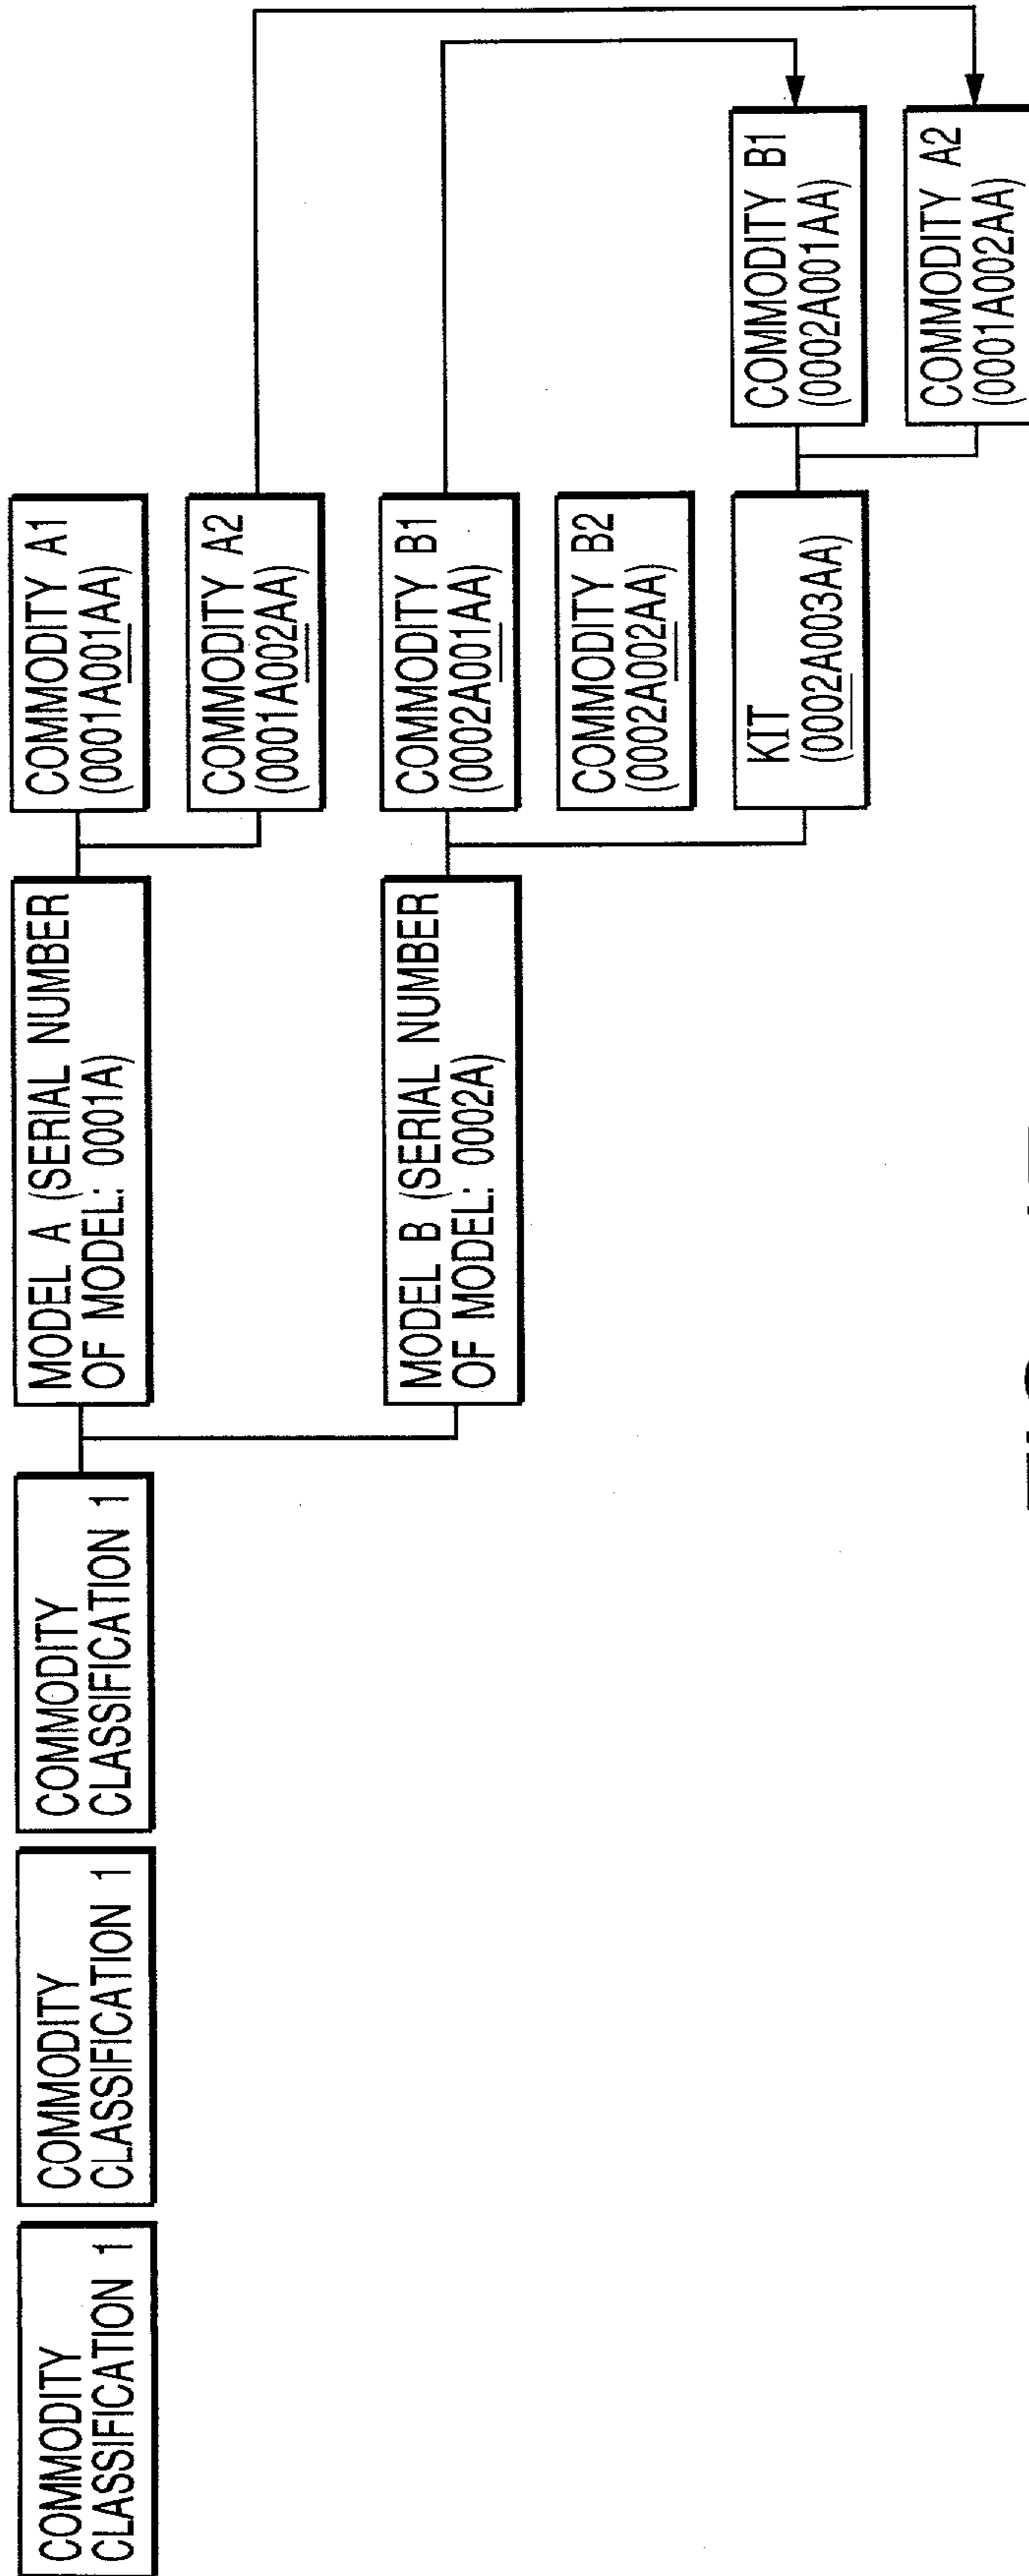 COMMODITY
CLASSIFICATION 1
COMMODITY
CLASSIFICATION 1
COMMODITY
CLASSIFICATION 1
MODEL A (SERIAL NUMBER
OF MODEL: 0001A)
COMMODITY A1
(0001A001AA)
COMMODITY A2
(0001A002AA)
MODEL B (SERIAL NUMBER
OF MODEL: 0002A)
COMMODITY B1
(0002A001AA)
COMMODITY B2
(0002A002AA)
KIT
(0002A003AA)
COMMODITY B1
(0002A001AA)
COMMODITY A2
(0001A002AA)